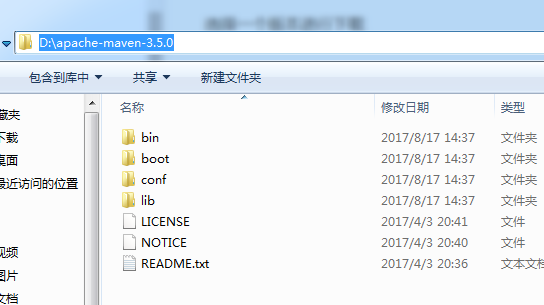 选择一个版本进行下载
D:\apache-maven-3.5.0
包含到库中 共享 新建文件夹
名称 修改日期 类型
藏夹
下载
桌面
最近访问的位置
视频
图片
文档
bin 2017/8/17 14:37 文件夹
boot 2017/8/17 14:37 文件夹
conf 2017/8/17 14:37 文件夹
lib 2017/8/17 14:37 文件夹
LICENSE 2017/4/3 20:41 文件
NOTICE 2017/4/3 20:40 文件
README.txt 2017/4/3 20:36 文本文档